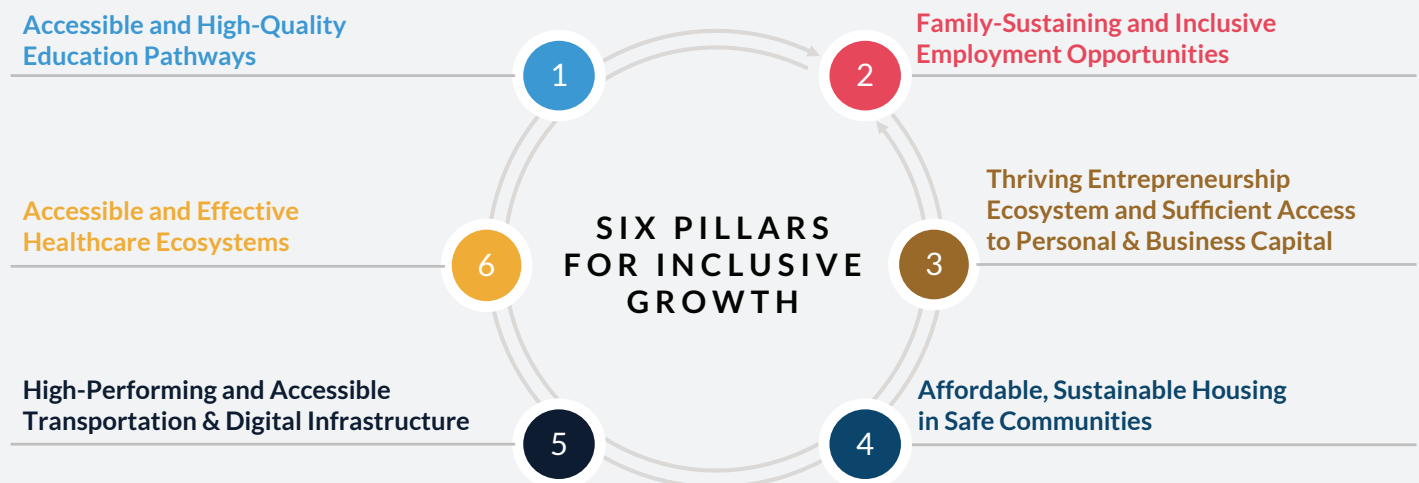 Accessible and High-Quality
Education Pathways
1
2
Family-Sustaining and Inclusive
Employment Opportunities
Thriving Entrepreneurship
Ecosystem and Sufficient Access
to Personal & Business Capital
3
Accessible and Effective
Healthcare Ecosystems
6
SIX PILLARS
FOR INCLUSIVE
GROWTH
High-Performing and Accessible
Transportation & Digital Infrastructure
5
4
Affordable, Sustainable Housing
in Safe Communities